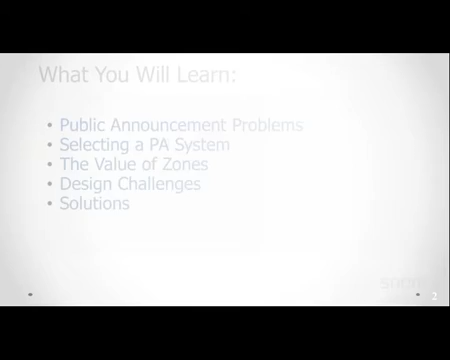 What You Will Learn:
• Public Announcement Problems
• Selecting a PA System
• The Value of Zones
• Design Challenges
• Solutions
2